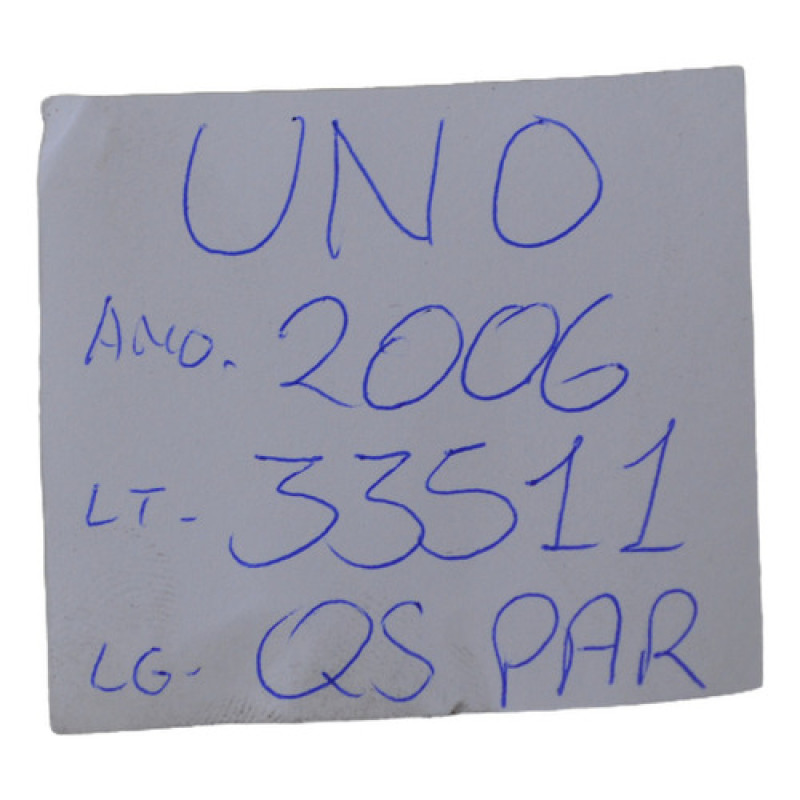 UNO
ANO. 2006
LT- 33511
LG- QS PAR